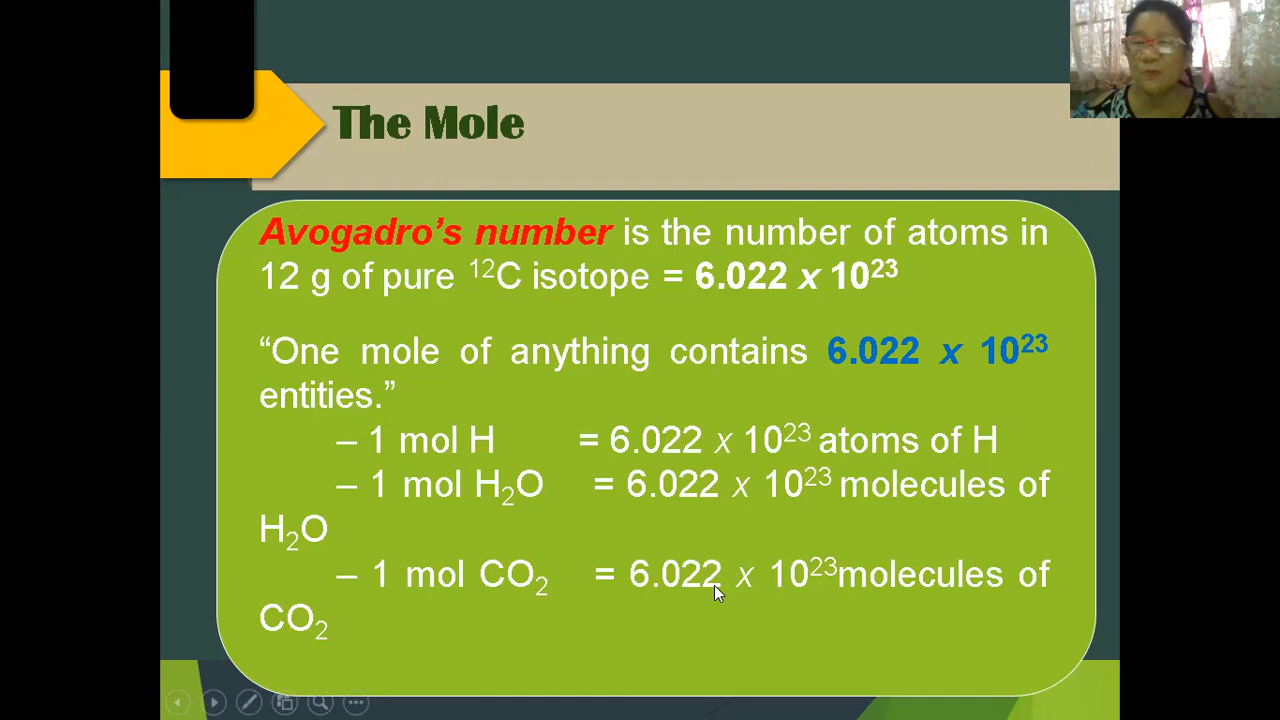 The Mole
Avogadro’s number is the number of atoms in
12 g of pure ¹²C isotope = 6.022 x 10²³
“One mole of anything contains 6.022 x 10²³
entities.”
– 1 mol H = 6.022 x 10²³ atoms of H
– 1 mol H₂O = 6.022 x 10²³ molecules of
H₂O
– 1 mol CO₂ = 6.022 x 10²³molecules of
CO₂